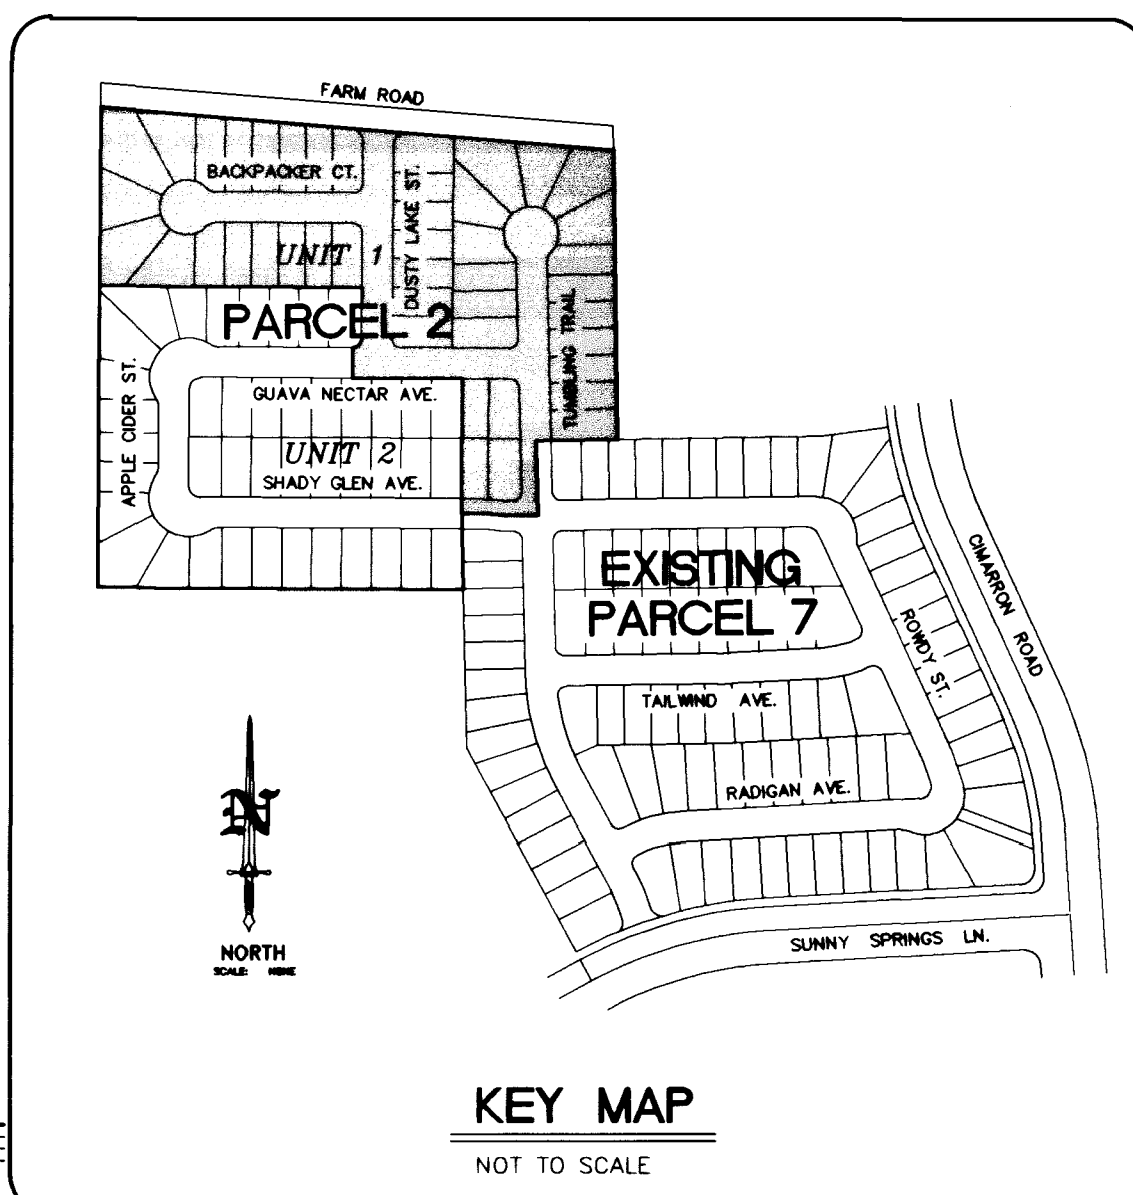 FARM ROAD
BACKPACKER CT.
DUSTY LAKE ST.
UNIT 1
PARCEL 2
TUMBLING TRAIL
APPLE CIDER ST.
GUAVA NECTAR AVE.
UNIT 2
SHADY GLEN AVE.
EXISTING
PARCEL 7
CIMARRON ROAD
ROWDY ST.
TAILWIND AVE.
RADIGAN AVE.
SUNNY SPRINGS LN.
N
NORTH
SCALE: NONE
KEY MAP
NOT TO SCALE